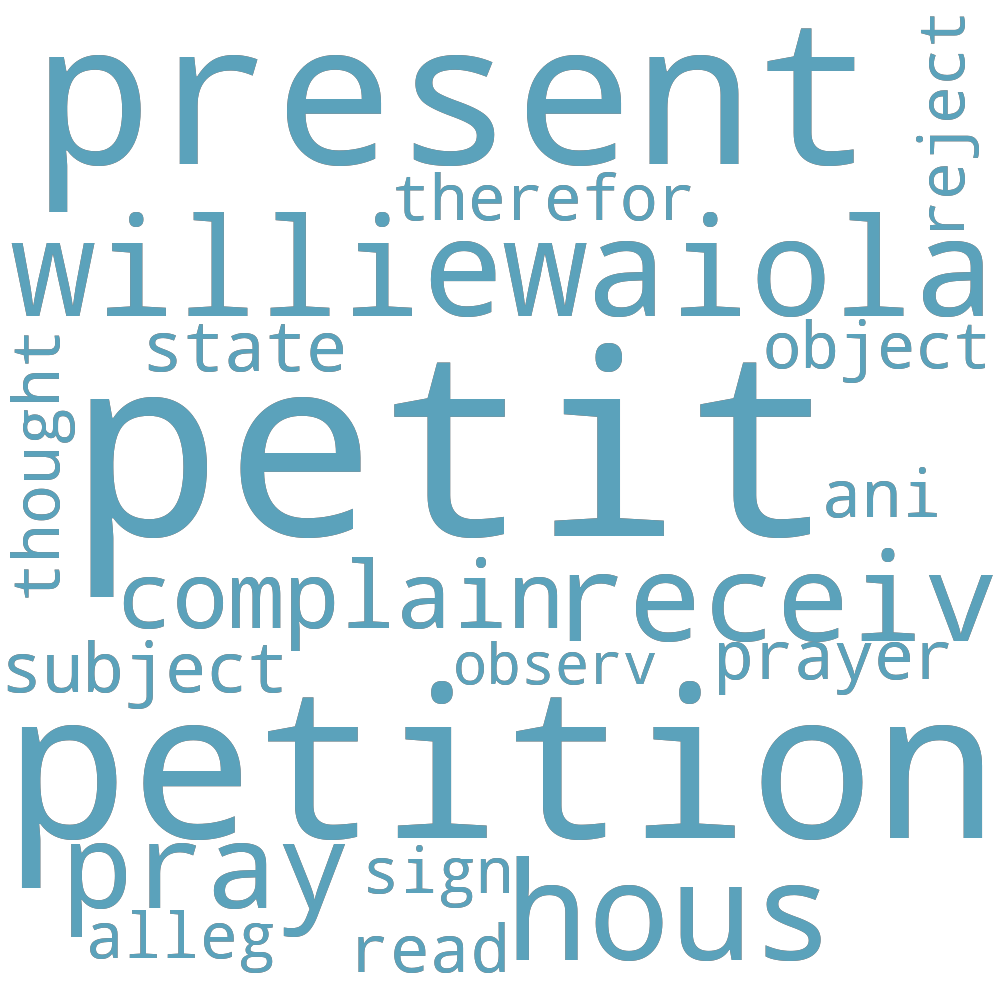 present
reject
therefor
williewaiola
state
object
thought
petit
ani
complain
receiv
subject
observ
prayer
petition
pray
sign
hous
alleg
read